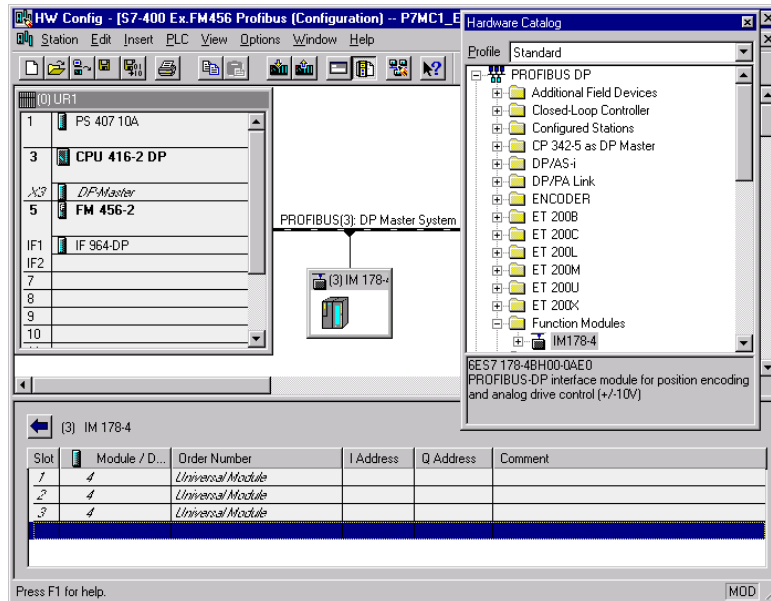 HW Config - [S7-400 Ex.FM456 Profibus (Configuration) -- P7MC1_E
Station Edit Insert PLC View Options Window Help
(0) UR1
1 PS 407 10A
3 CPU 416-2 DP
X3 DP-Master
5 FM 456-2
IF1 IF 964-DP
IF2
7
8
9
10
PROFIBUS(3): DP Master System
(3) IM 178-4
Hardware Catalog
Profile Standard
PROFIBUS DP
Additional Field Devices
Closed-Loop Controller
Configured Stations
CP 342-5 as DP Master
DP/AS-i
DP/PA Link
ENCODER
ET 200B
ET 200C
ET 200L
ET 200M
ET 200U
ET 200X
Function Modules
IM178-4
6ES7 178-4BH00-0AE0
PROFIBUS-DP interface module for position encoding
and analog drive control (+/-10V)
(3) IM 178-4
Slot Module / D... Order Number I Address Q Address Comment
1 4 Universal Module
2 4 Universal Module
3 4 Universal Module
Press F1 for help.
MOD